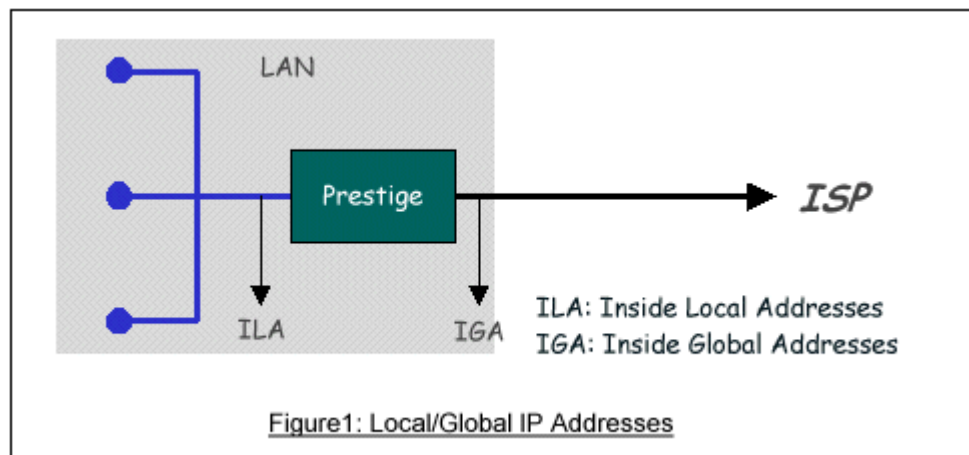 LAN
Prestige
ISP
ILA
IGA
ILA: Inside Local Addresses
IGA: Inside Global Addresses
Figure1: Local/Global IP Addresses